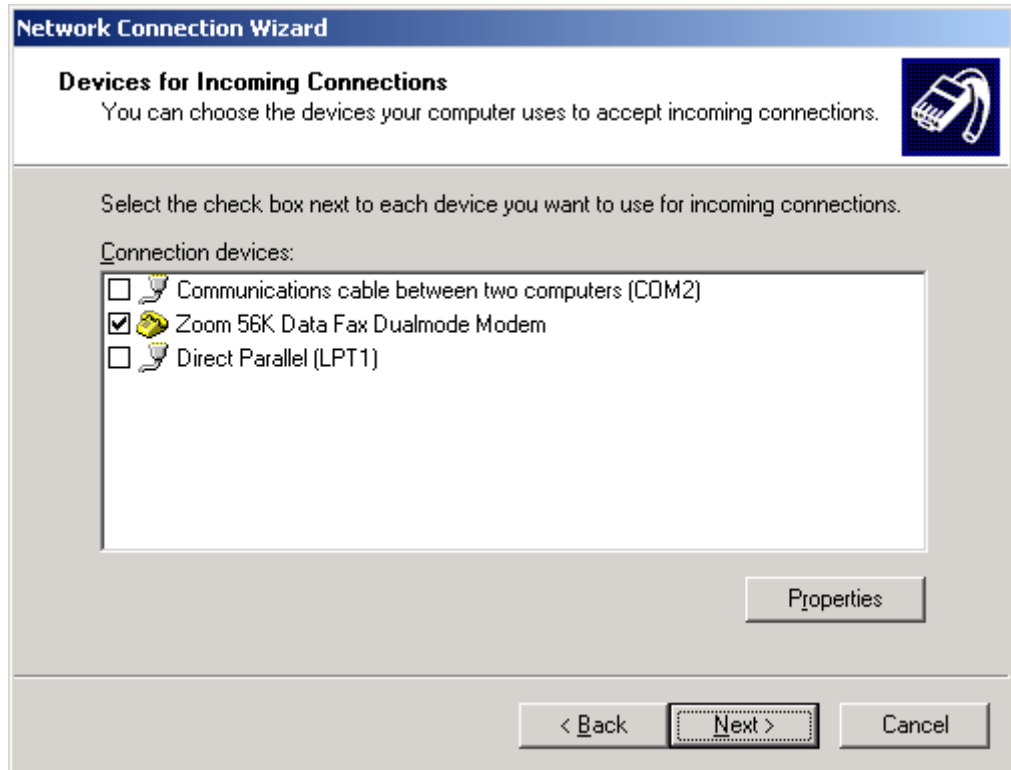 Network Connection Wizard
Devices for Incoming Connections
You can choose the devices your computer uses to accept incoming connections.
Select the check box next to each device you want to use for incoming connections.
Connection devices:
Communications cable between two computers (COM2)
Zoom 56K Data Fax Dualmode Modem
Direct Parallel (LPT1)
Properties
< Back Next > Cancel